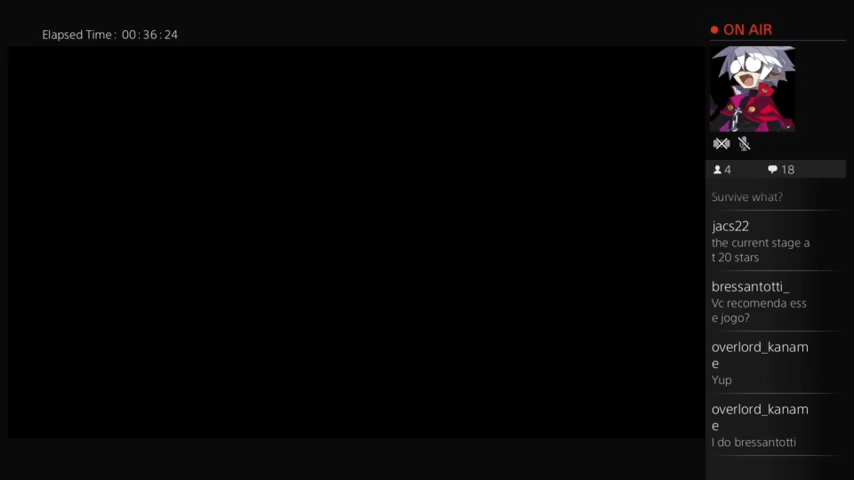 Elapsed Time: 00:36:24
ON AIR
4 18
Survive what?
jacs22
the current stage a
t 20 stars
bressantotti_
Vc recomenda ess
e jogo?
overlord_kanam
e
Yup
overlord_kanam
e
I do bressantotti